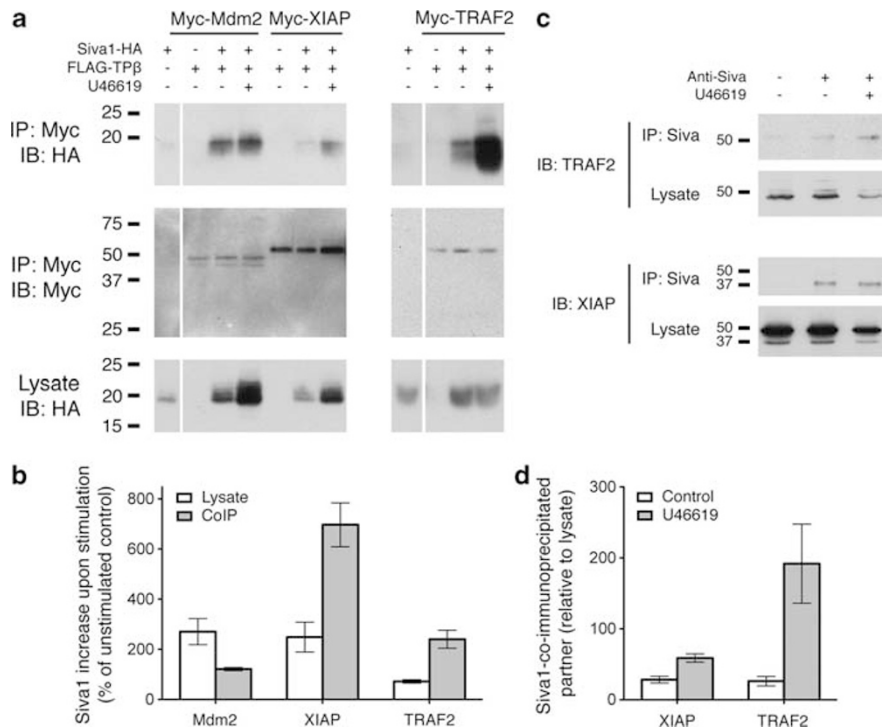 a
Myc-Mdm2 Myc-XIAP Myc-TRAF2
Siva1-HA + - + + - + + + - + +
FLAG-TPβ - + + + + + + - + + +
U46619 - - - + - - + - - - +
IP: Myc
IB: HA
25
20
IP: Myc
IB: Myc
75
50
37
25
Lysate
IB: HA
25
20
15
b
Siva1 increase upon stimulation
(% of unstimulated control)
800
600
400
200
0
Lysate
CoIP
Mdm2 XIAP TRAF2
c
Anti-Siva - + +
U46619 - - +
IB: TRAF2
IP: Siva 50
Lysate 50
IB: XIAP
IP: Siva
50
37
Lysate
50
37
d
Siva1-co-immunoprecipitated
partner (relative to lysate)
300
200
100
0
Control
U46619
XIAP TRAF2